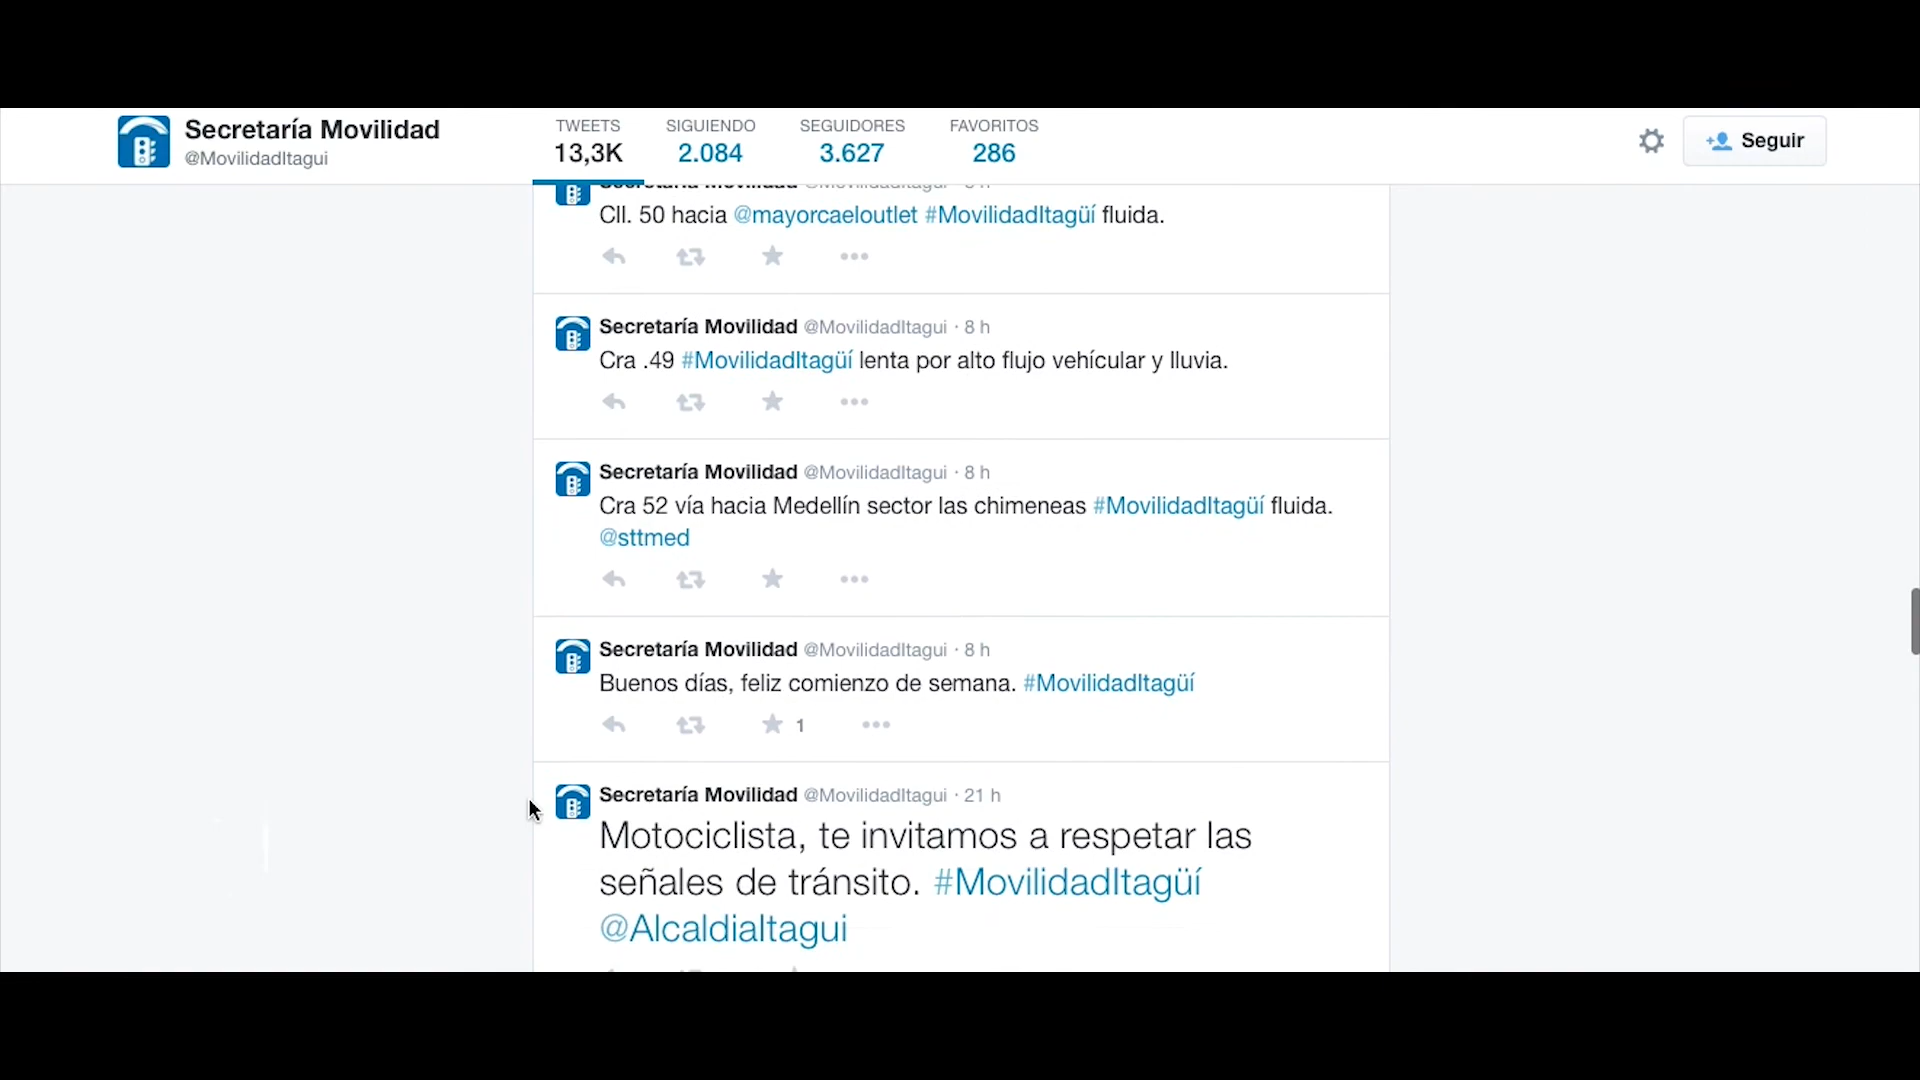 Secretaría Movilidad
@MovilidadItagui
TWEETS
13,3K
SIGUIENDO
2.084
SEGUIDORES
3.627
FAVORITOS
286
Seguir
Secretaría Movilidad @MovilidadItagui
Cll. 50 hacia @mayorcaeloutlet #MovilidadItagüí fluida.
Secretaría Movilidad @MovilidadItagui · 8 h
Cra .49 #MovilidadItagüí lenta por alto flujo vehícular y lluvia.
Secretaría Movilidad @MovilidadItagui · 8 h
Cra 52 vía hacia Medellín sector las chimeneas #MovilidadItagüí fluida.
@sttmed
Secretaría Movilidad @MovilidadItagui · 8 h
Buenos días, feliz comienzo de semana. #MovilidadItagüí
1
Secretaría Movilidad @MovilidadItagui · 21 h
Motociclista, te invitamos a respetar las
señales de tránsito. #MovilidadItagüí
@AlcaldiaItagui